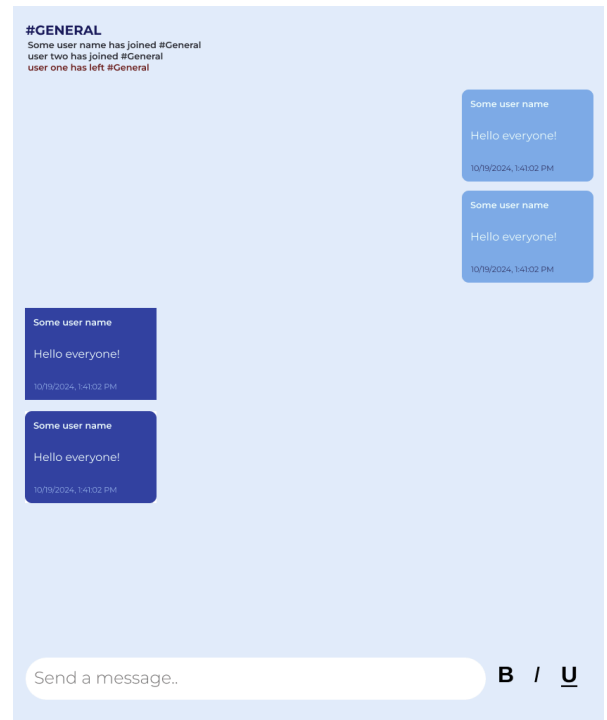 #GENERAL
Some user name has joined #General
user two has joined #General
user one has left #General
Some user name
Hello everyone!
10/19/2024, 1:41:02 PM
Some user name
Hello everyone!
10/19/2024, 1:41:02 PM
Some user name
Hello everyone!
10/19/2024, 1:41:02 PM
Some user name
Hello everyone!
10/19/2024, 1:41:02 PM
Send a message.. B I U